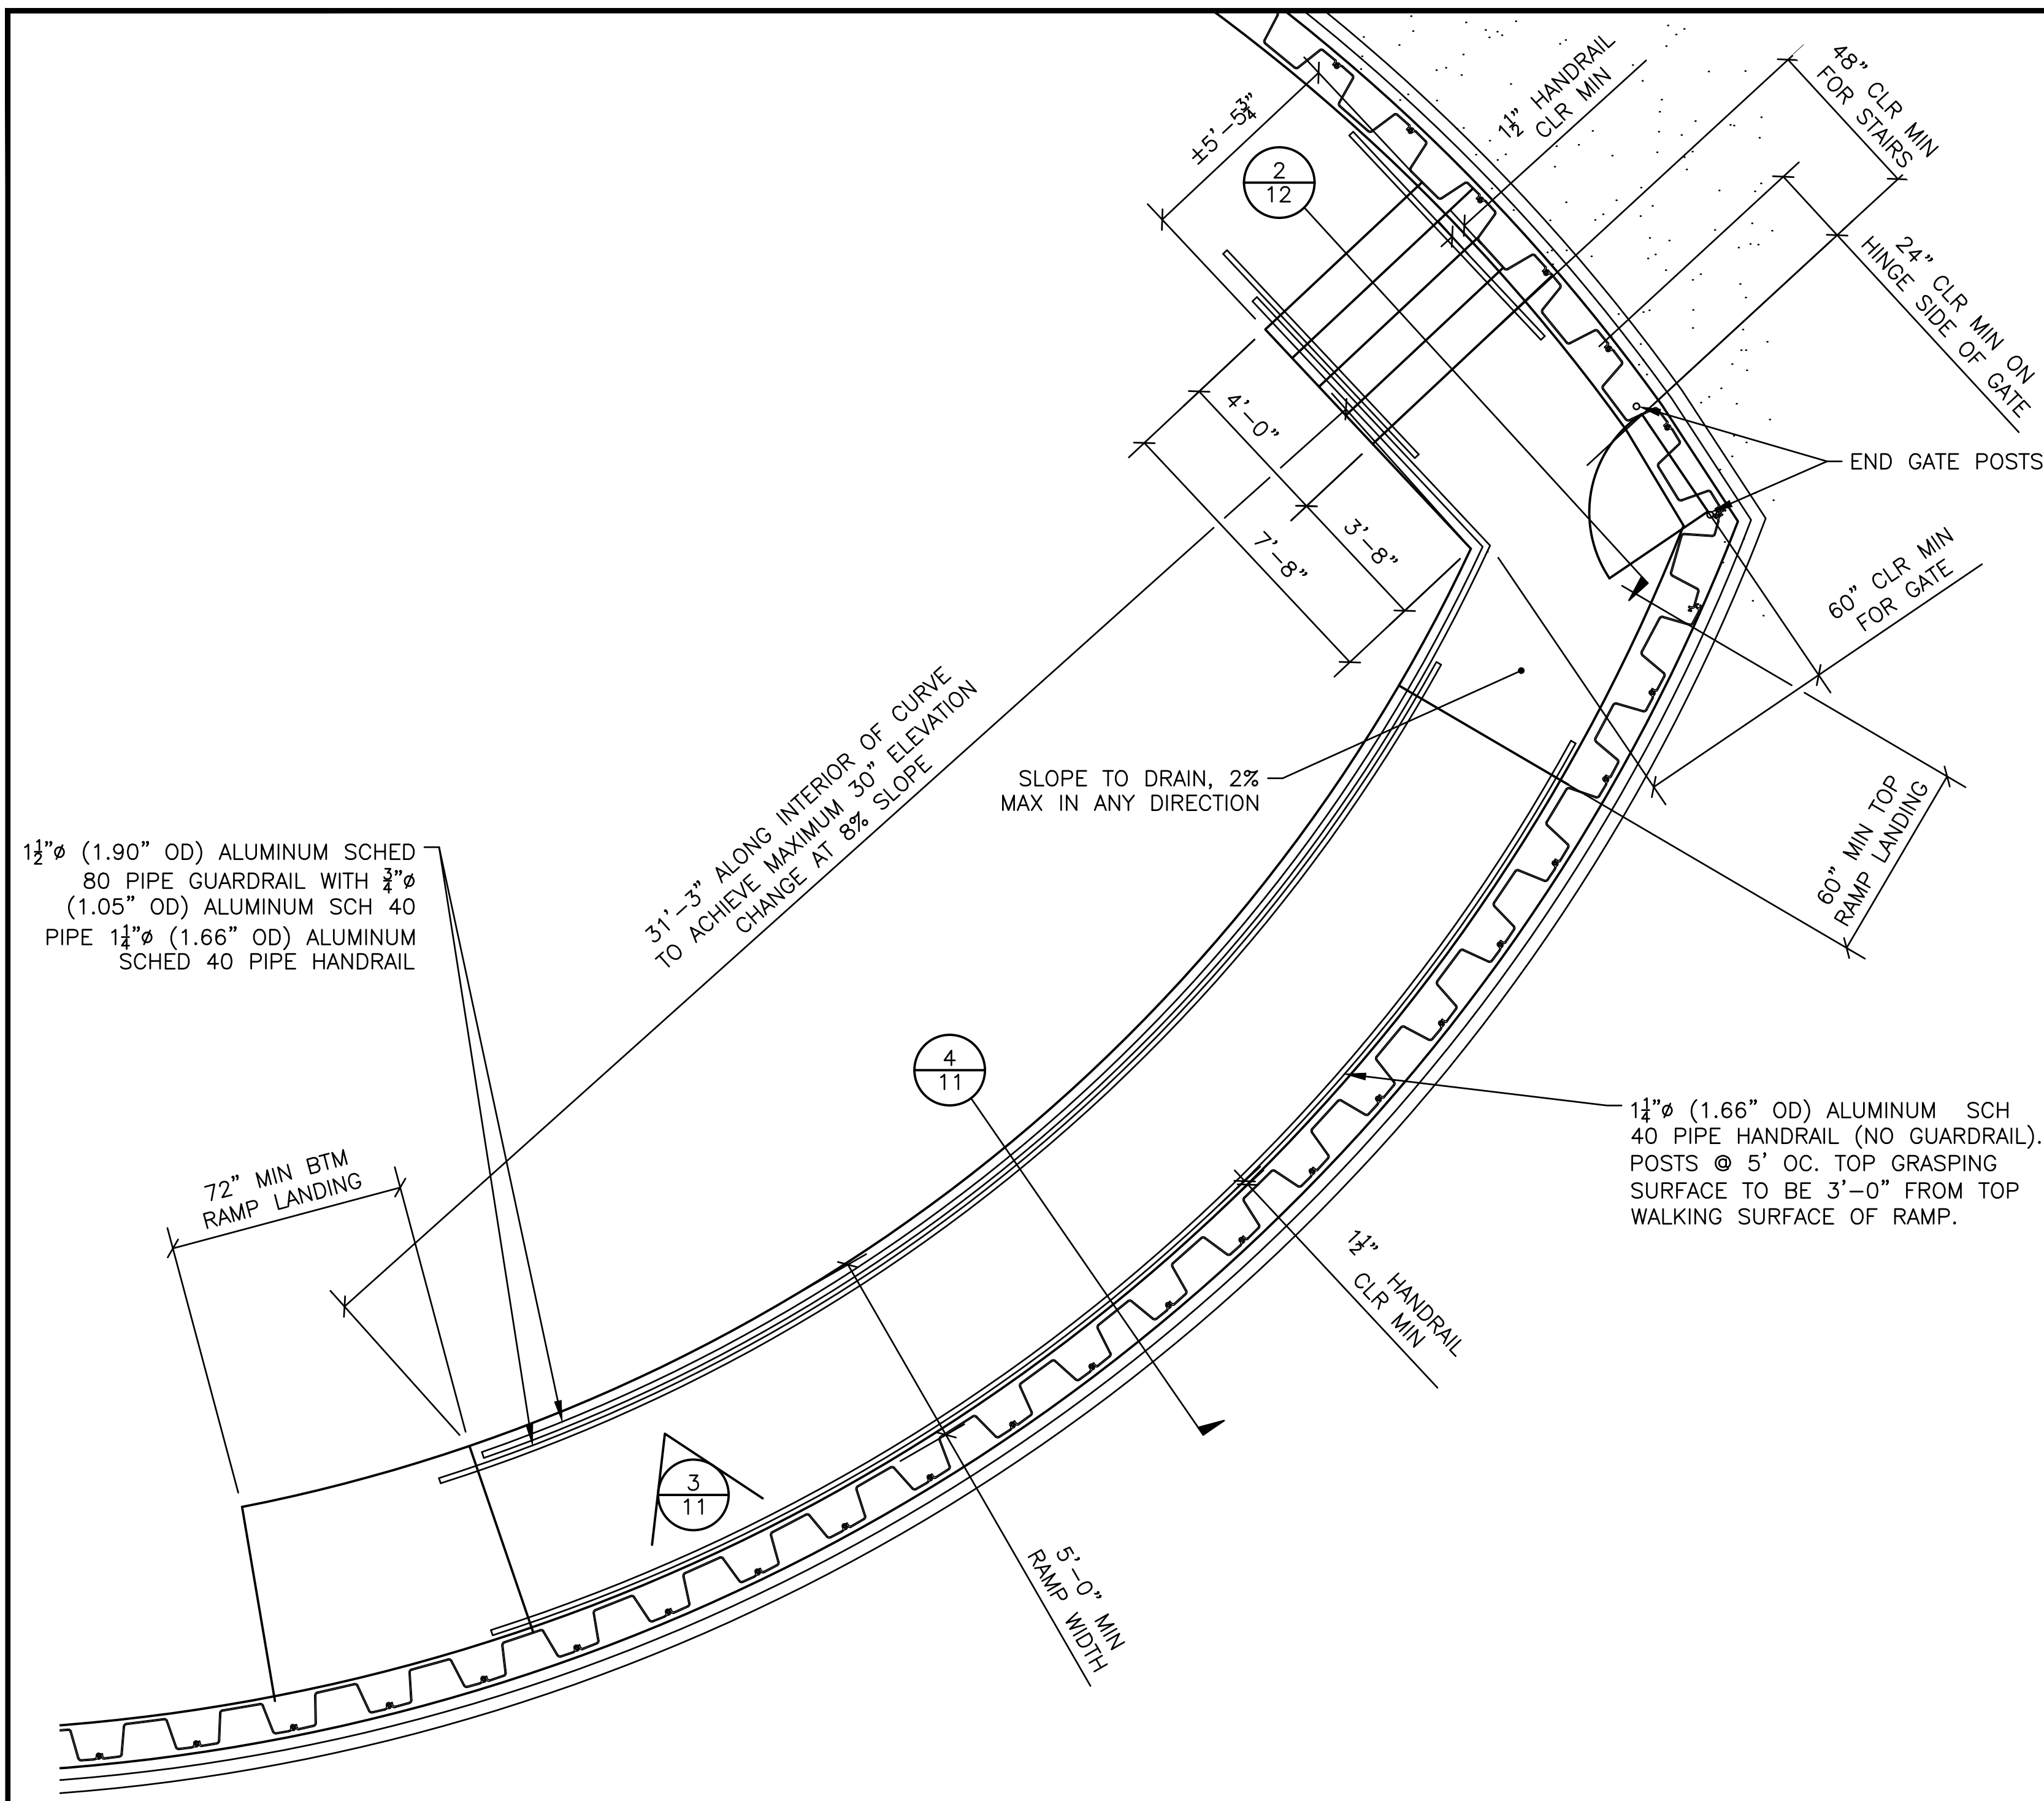 1½" HANDRAIL
CLR MIN
48" CLR MIN
FOR STAIRS
±5'-5¾"
2
12
24" CLR MIN ON
HINGE SIDE OF GATE
END GATE POSTS
4'-0"
3'-8"
7'-8"
60" CLR MIN
FOR GATE
31'-3" ALONG INTERIOR OF CURVE
TO ACHIEVE MAXIMUM 30" ELEVATION
CHANGE AT 8% SLOPE
SLOPE TO DRAIN, 2%
MAX IN ANY DIRECTION
60" MIN TOP
RAMP LANDING
1½"ø (1.90" OD) ALUMINUM SCHED
80 PIPE GUARDRAIL WITH ¾"ø
(1.05" OD) ALUMINUM SCH 40
PIPE 1¼"ø (1.66" OD) ALUMINUM
SCHED 40 PIPE HANDRAIL
4
11
1¼"ø (1.66" OD) ALUMINUM SCH
40 PIPE HANDRAIL (NO GUARDRAIL).
POSTS @ 5' OC. TOP GRASPING
SURFACE TO BE 3'-0" FROM TOP
WALKING SURFACE OF RAMP.
72" MIN BTM
RAMP LANDING
1½" HANDRAIL
CLR MIN
3
11
5'-0" MIN
RAMP WIDTH